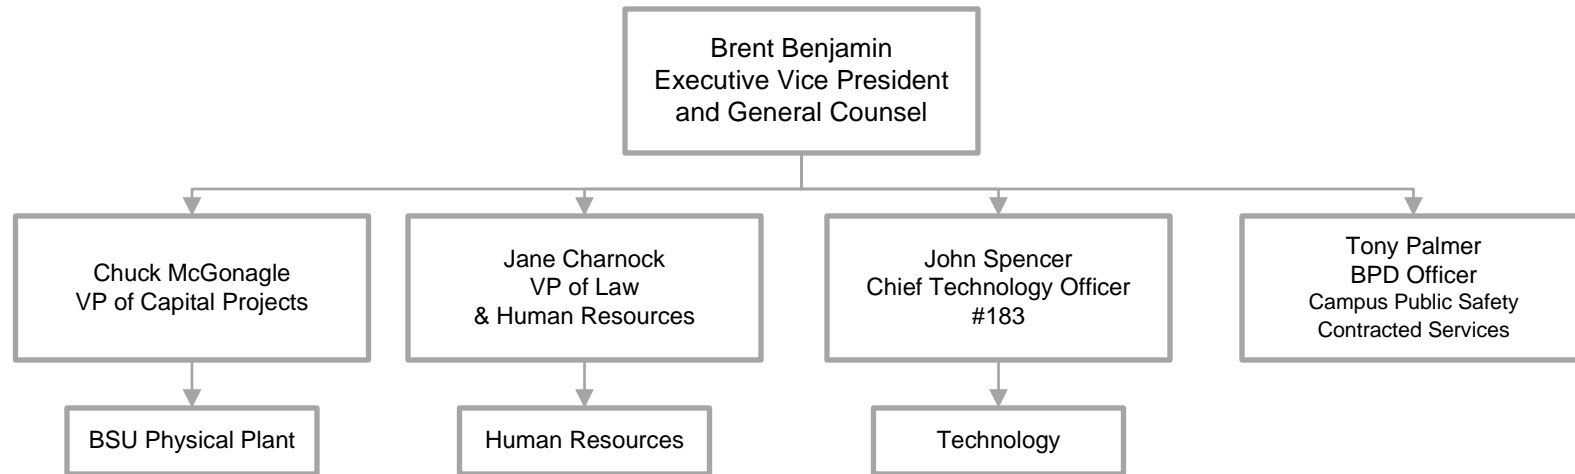 Brent Benjamin
Executive Vice President
and General Counsel
Chuck McGonagle
VP of Capital Projects
Jane Charnock
VP of Law
& Human Resources
John Spencer
Chief Technology Officer
#183
Tony Palmer
BPD Officer
Campus Public Safety
Contracted Services
BSU Physical Plant
Human Resources
Technology